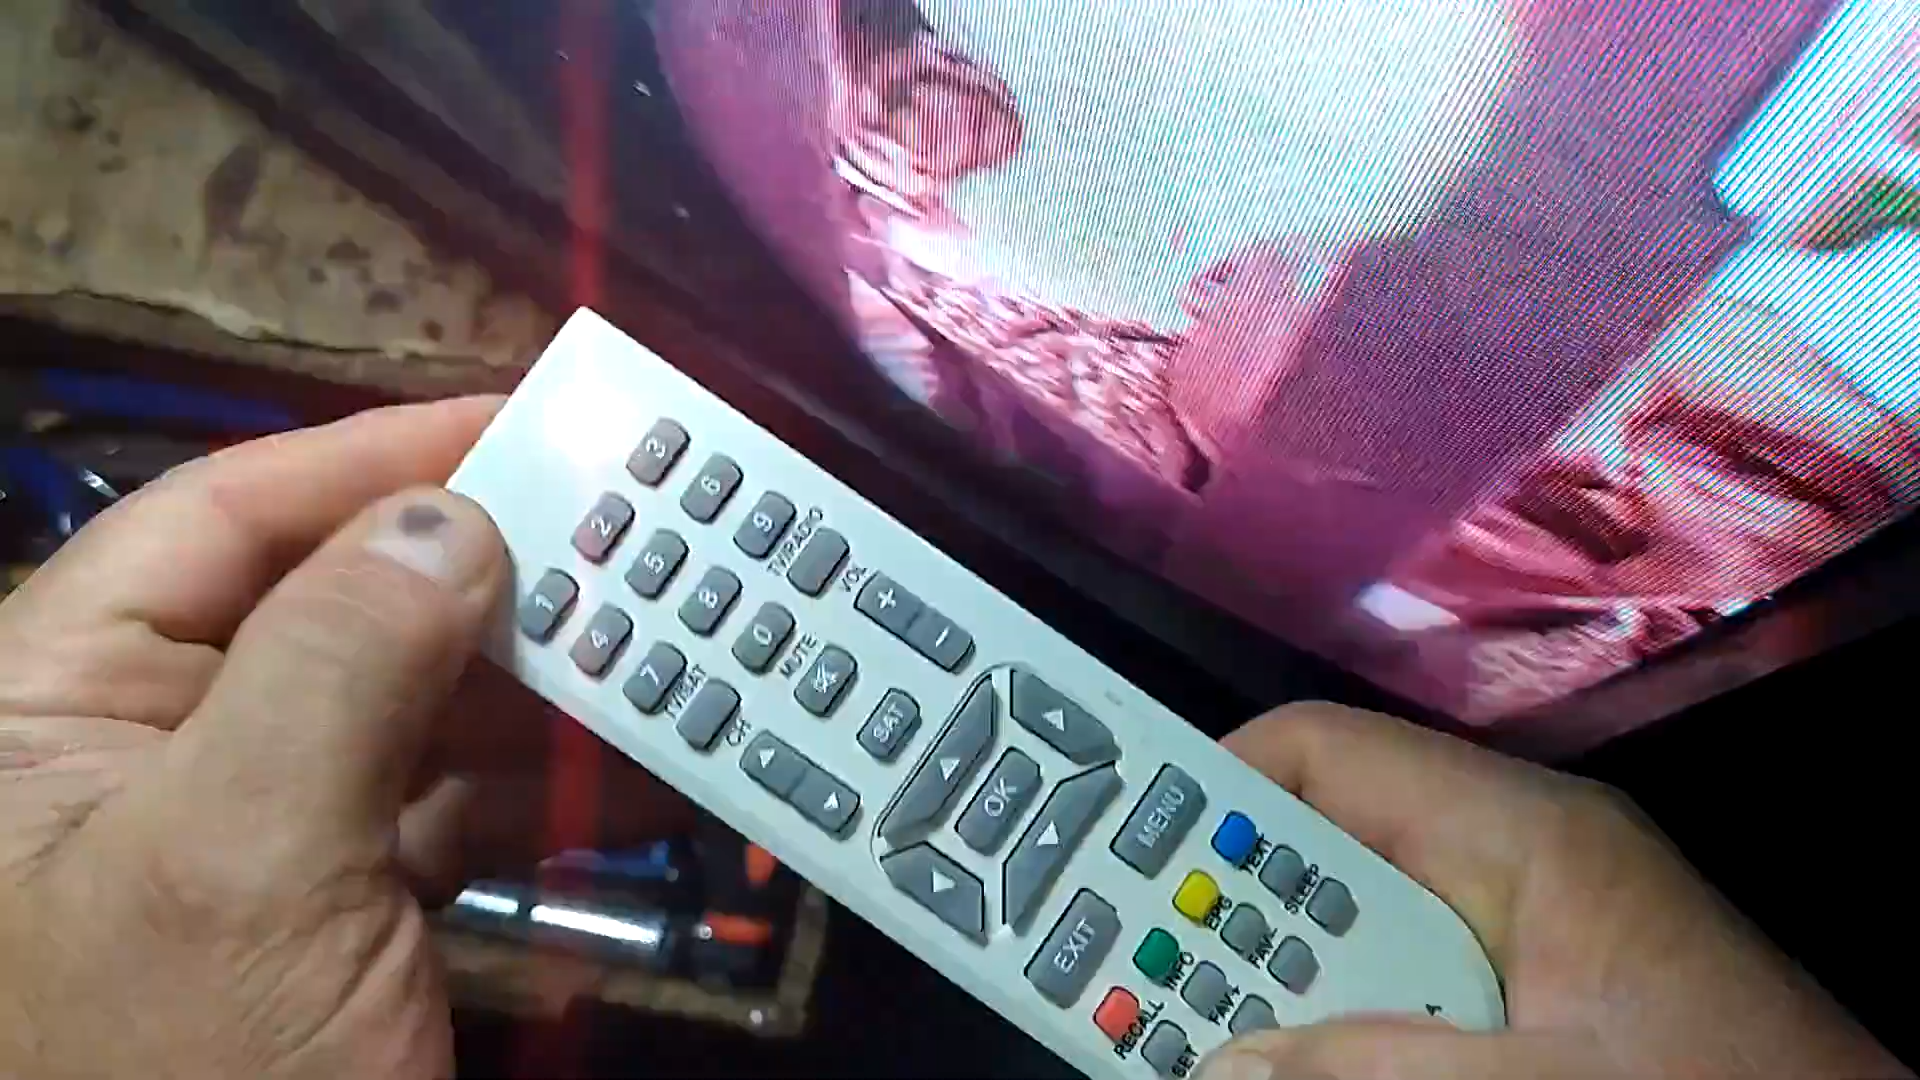 1 2 3
4 5 6
7 8 9
TV/SAT 0 TV/RADIO
MUTE
CH VOL
+
-
SAT
OK
EXIT MENU
RECALL INFO EPG TEXT
SET FAV+ FAV- SLEEP